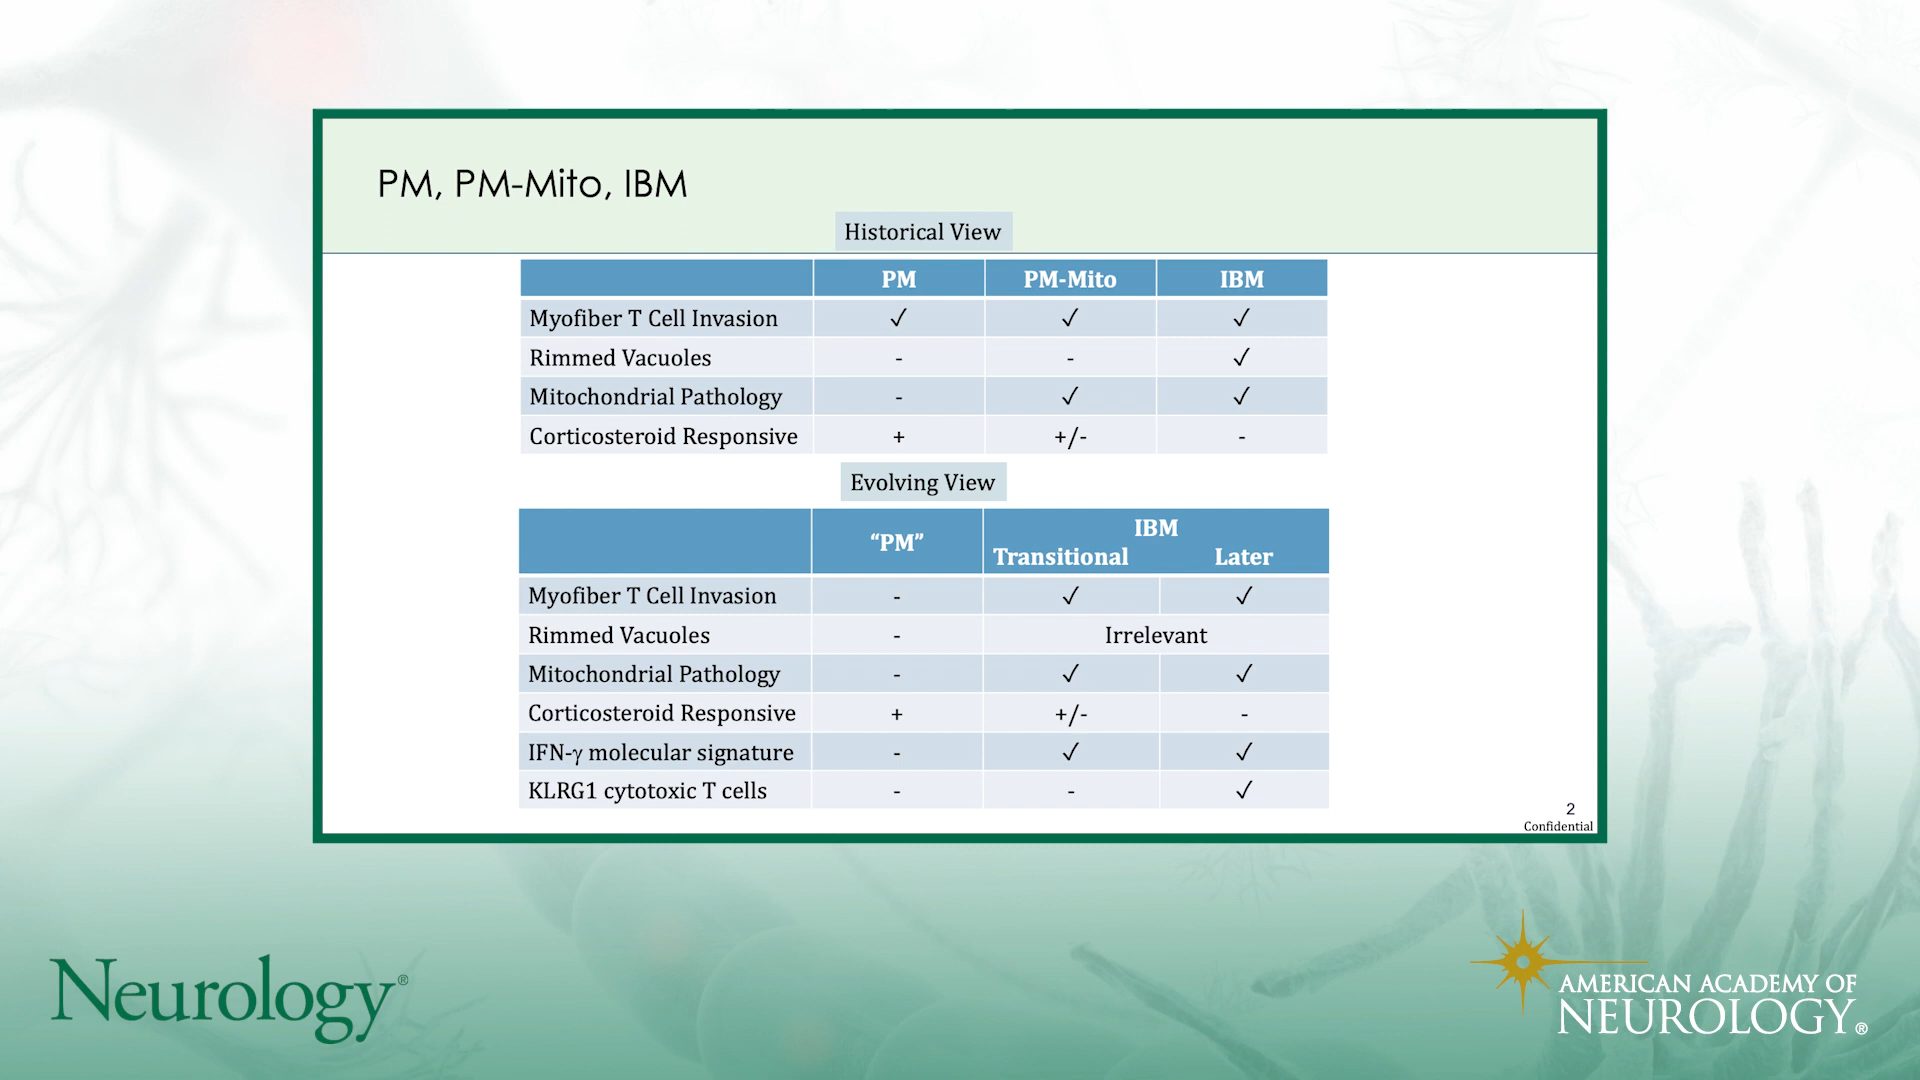 PM, PM-Mito, IBM
Historical View
PM PM-Mito IBM
Myofiber T Cell Invasion ✓ ✓ ✓
Rimmed Vacuoles - - ✓
Mitochondrial Pathology - ✓ ✓
Corticosteroid Responsive + +/- -
Evolving View
“PM” IBM
Transitional Later
Myofiber T Cell Invasion - ✓ ✓
Rimmed Vacuoles - Irrelevant
Mitochondrial Pathology - ✓ ✓
Corticosteroid Responsive + +/- -
IFN-γ molecular signature - ✓ ✓
KLRG1 cytotoxic T cells - - ✓
2
Confidential
Neurology®
AMERICAN ACADEMY OF
NEUROLOGY®